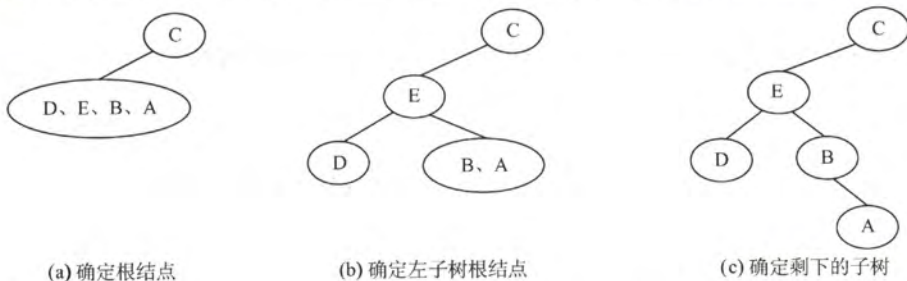 C
D、E、B、A
(a) 确定根结点
C
E
D
B、A
(b) 确定左子树根结点
C
E
D
B
A
(c) 确定剩下的子树